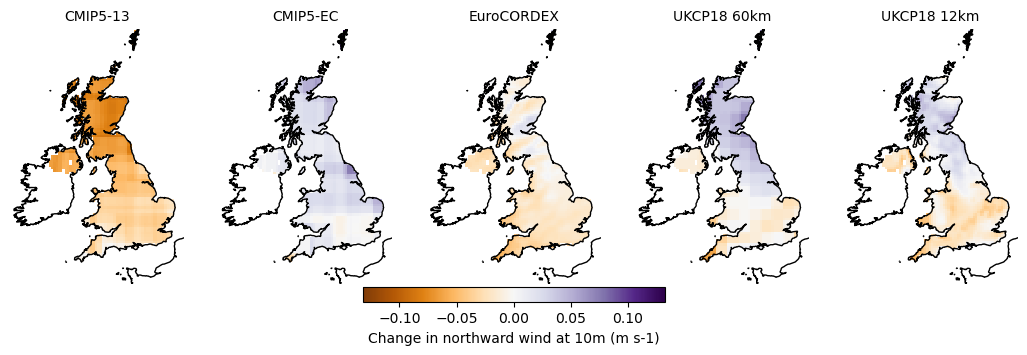 CMIP5-13 CMIP5-EC EuroCORDEX UKCP18 60km UKCP18 12km
−0.10 −0.05 0.00 0.05 0.10
Change in northward wind at 10m (m s-1)